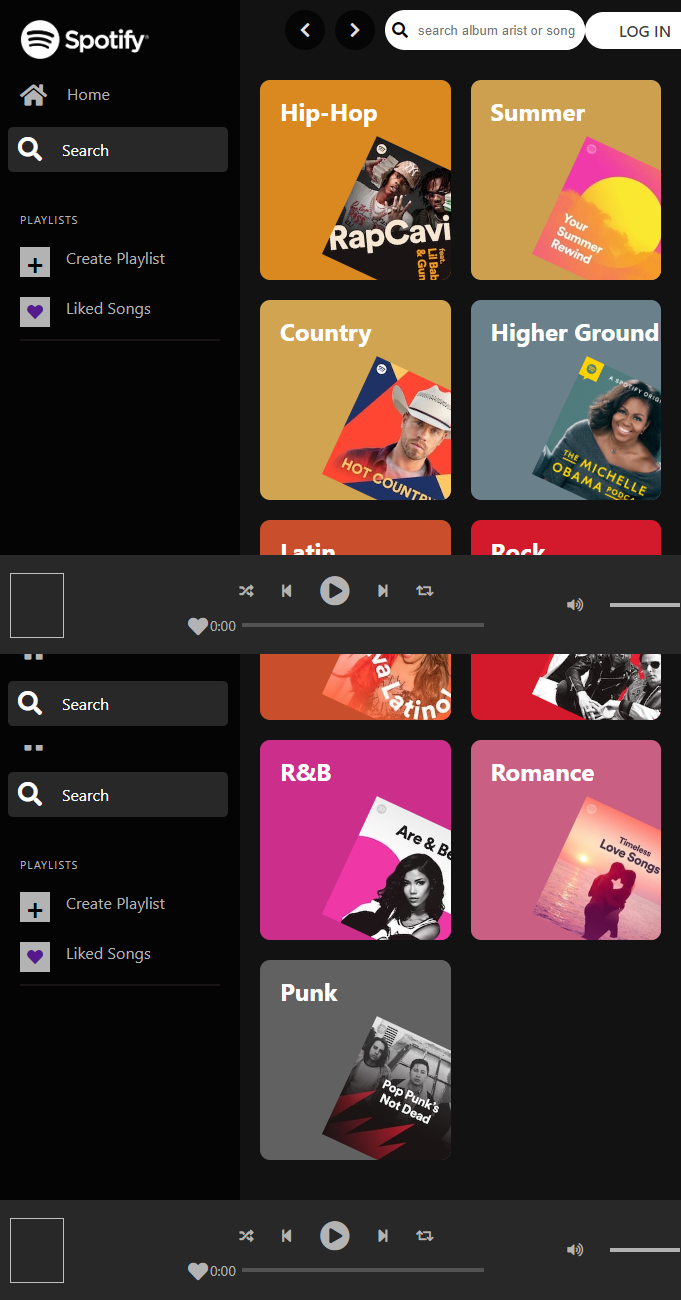 Spotify
Home
Search
PLAYLISTS
Create Playlist
Liked Songs
search album arist or song
LOG IN
Hip-Hop
RapCavi
feat.
Lil Bab
& Gun
Summer
Your
Summer
Rewind
Country
HOT COUNTRY
Higher Ground
A SPOTIFY ORIG
THE MICHELLE
OBAMA PODC
Latin
Rock
0:00
Search
Search
PLAYLISTS
Create Playlist
Liked Songs
va Latino!
R&B
Are & Be
Romance
Timeless
Love Songs
Punk
Pop Punk's
Not Dead
0:00